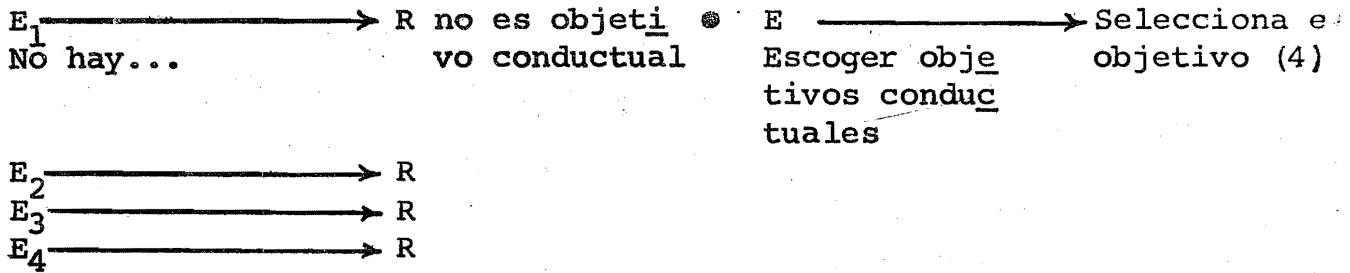 E1 → R no es objeti • E → Selecciona e
No hay... vo conductual Escoger obje objetivo (4)
tivos conduc
tuales
E2 → R
E3 → R
E4 → R